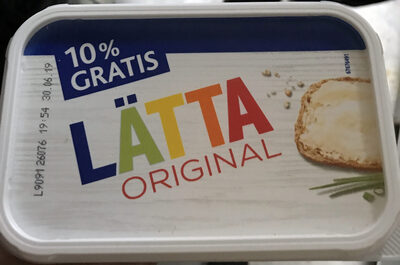 10%
GRATIS
LÄTTA
ORIGINAL
L9091 26076 19:54 30.06.19